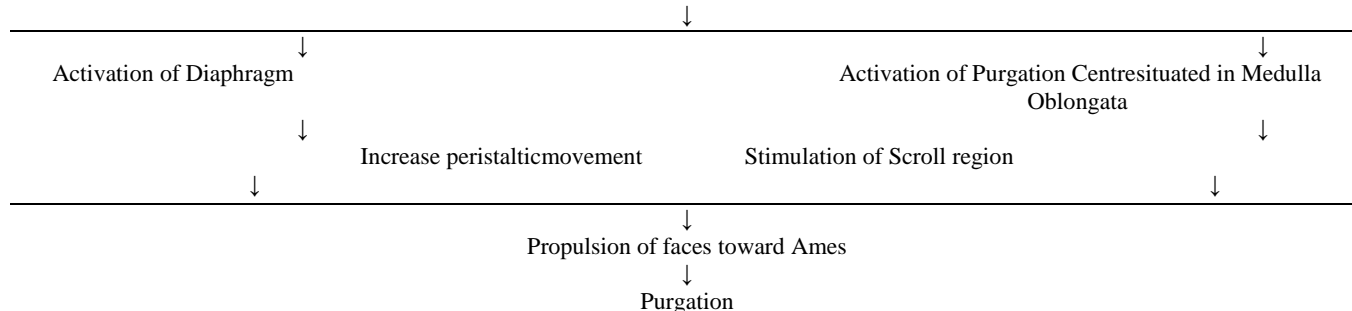 ↓
↓ ↓
Activation of Diaphragm Activation of Purgation Centresituated in Medulla
Oblongata
↓ ↓
Increase peristalticmovement Stimulation of Scroll region
↓ ↓
↓
Propulsion of faces toward Ames
↓
Purgation